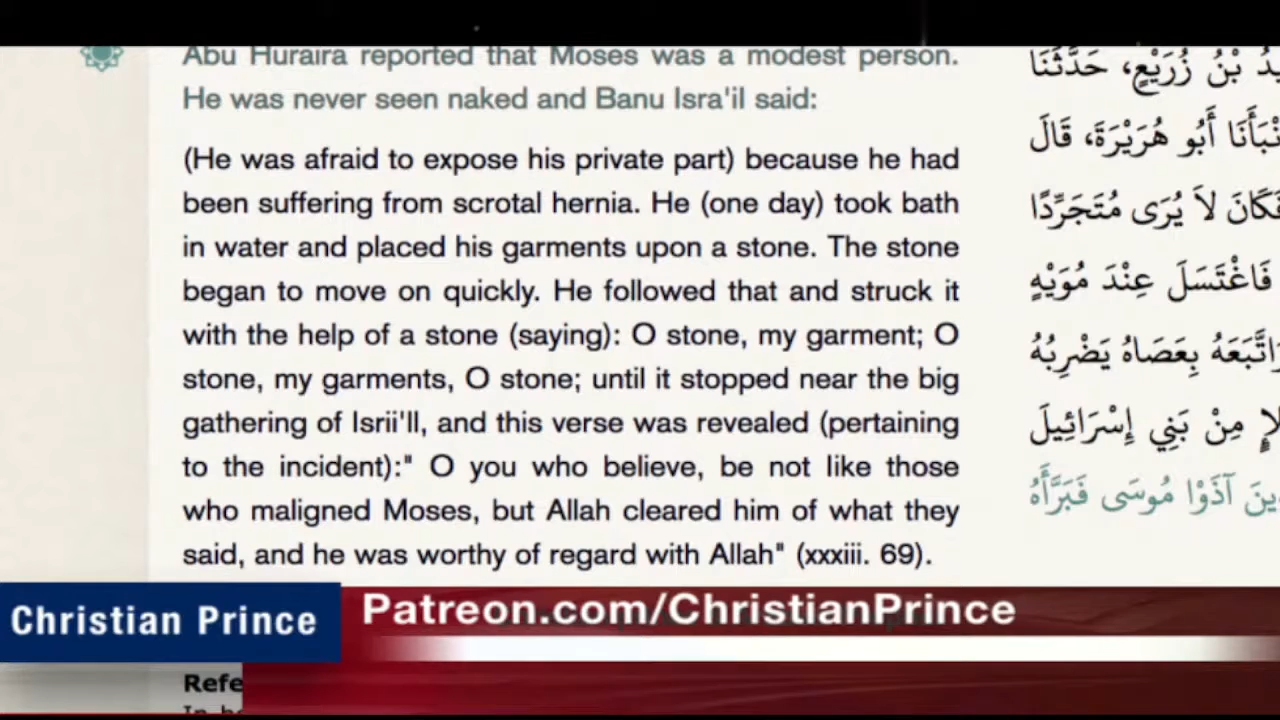 Abu Huraira reported that Moses was a modest person.
He was never seen naked and Banu Isra'il said:
(He was afraid to expose his private part) because he had
been suffering from scrotal hernia. He (one day) took bath
in water and placed his garments upon a stone. The stone
began to move on quickly. He followed that and struck it
with the help of a stone (saying): O stone, my garment; O
stone, my garments, O stone; until it stopped near the big
gathering of Isrii'll, and this verse was revealed (pertaining
to the incident):" O you who believe, be not like those
who maligned Moses, but Allah cleared him of what they
said, and he was worthy of regard with Allah" (xxxiii. 69).
بْنُ زُرَيْعٍ، حَدَّثَنَا
أَبُو هُرَيْرَةَ، قَالَ
فَكَانَ لاَ يُرَى مُتَجَرِّدًا
فَاغْتَسَلَ عِنْدَ مُوَيْهٍ
بِعَصَاهُ يَضْرِبُهُ
مِنْ بَنِي إِسْرَائِيلَ
آذَوْا مُوسَى فَبَرَّأَهُ
Christian Prince
Patreon.com/ChristianPrince
Refe